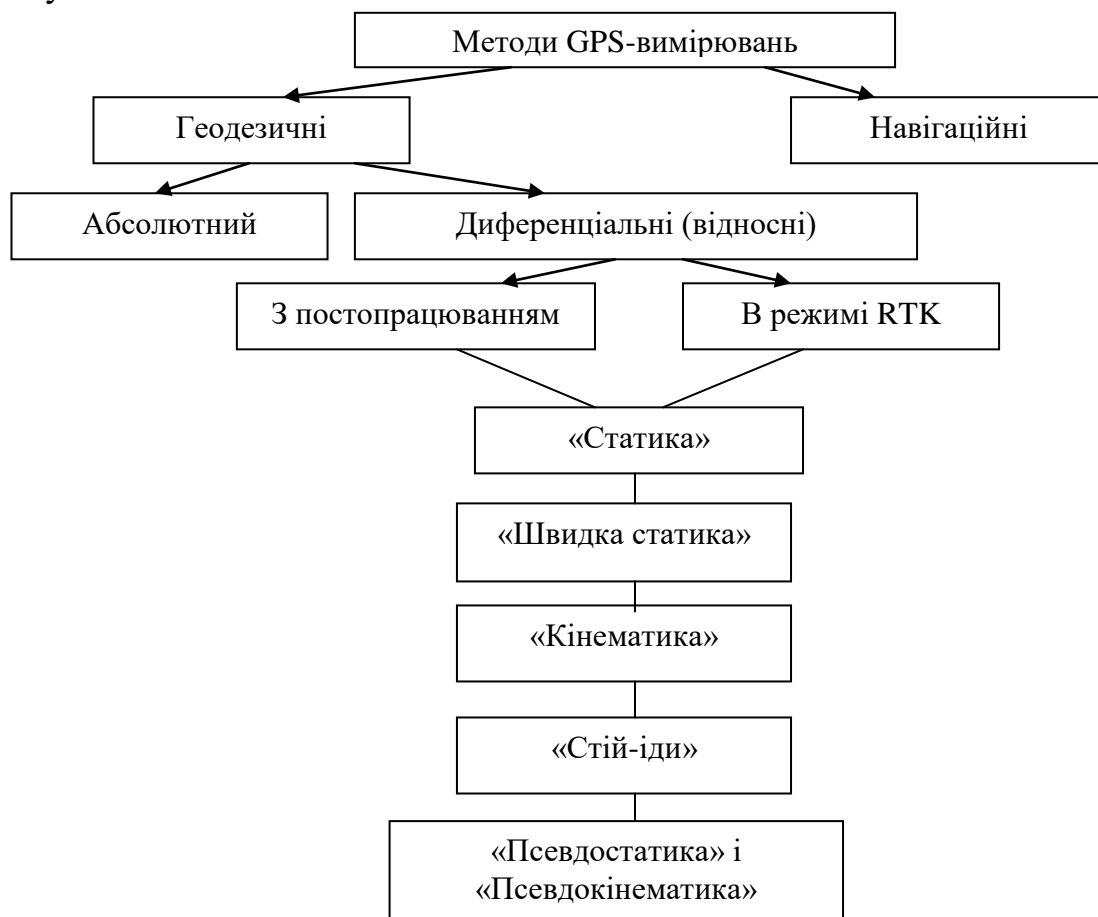 Методи GPS-вимірювань
Геодезичні
Навігаційні
Абсолютний
Диференціальні (відносні)
З постопрацюванням
В режимі RTK
«Статика»
«Швидка статика»
«Кінематика»
«Стій-іди»
«Псевдостатика» і
«Псевдокінематика»